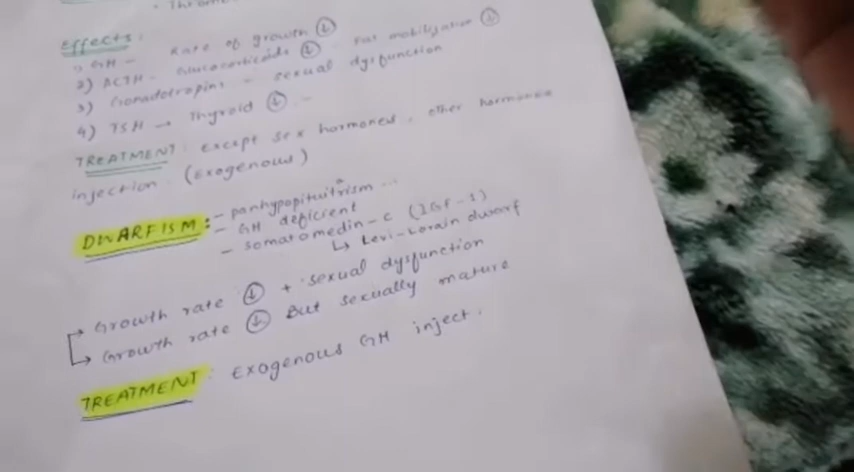 Effects:
1) GH - Rate of growth ↓
2) ACTH - Glucocorticoids ↓ Fat mobilization ↓
3) Gonadotropins - sexual dysfunction
4) TSH → Thyroid ↓ -
TREATMENT: Except sex hormones, other hormones
injection. (Exogenous)
DWARFISM: - panhypopituitrism ...
- GH deficient
- Somatomedin-C (IGF-1)
↳ Levi-Lorain dwarf
→ Growth rate ↓ + sexual dysfunction
→ Growth rate ↓ But sexually mature
TREATMENT: Exogenous GH inject.